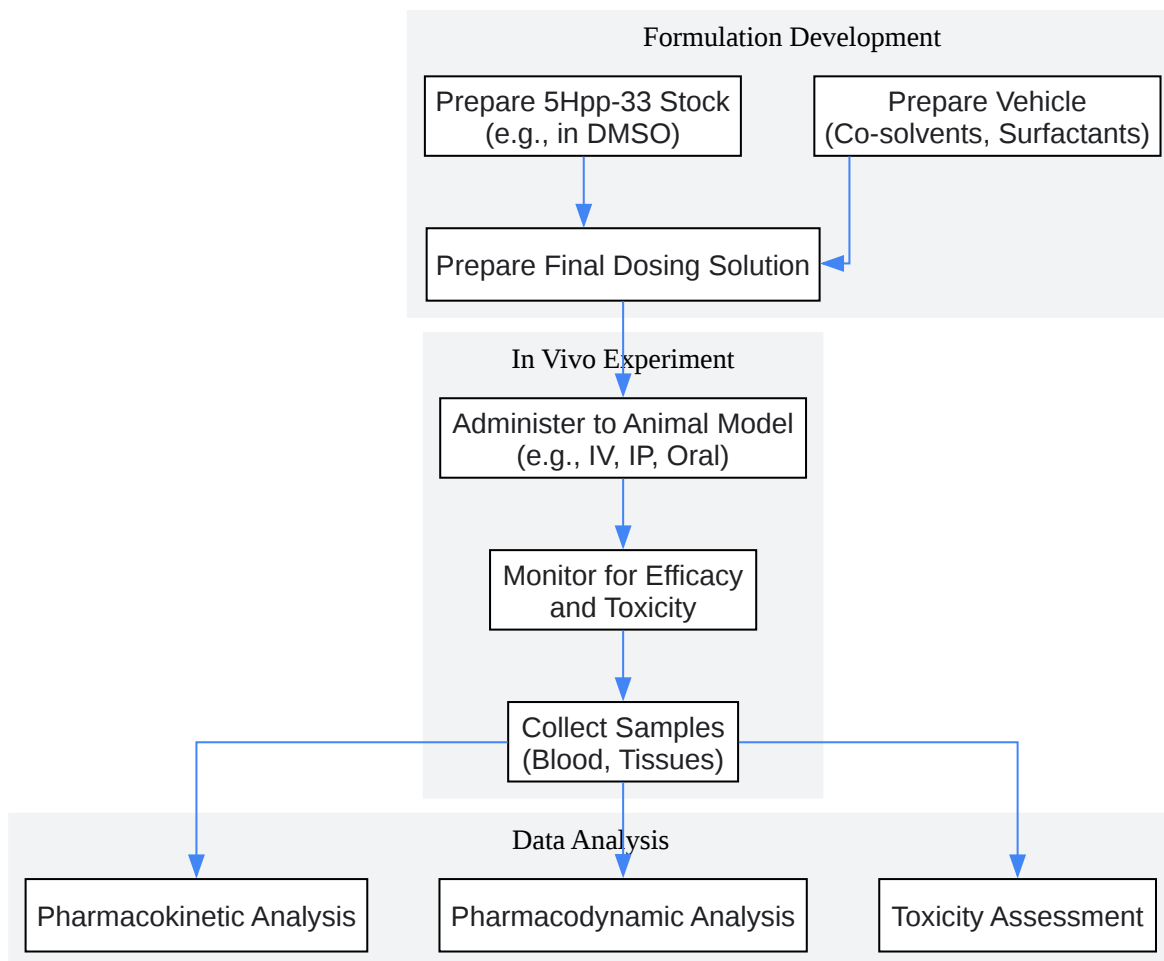 Formulation Development
Prepare 5Hpp-33 Stock
(e.g., in DMSO)
Prepare Vehicle
(Co-solvents, Surfactants)
Prepare Final Dosing Solution
In Vivo Experiment
Administer to Animal Model
(e.g., IV, IP, Oral)
Monitor for Efficacy
and Toxicity
Collect Samples
(Blood, Tissues)
Data Analysis
Pharmacokinetic Analysis
Pharmacodynamic Analysis
Toxicity Assessment